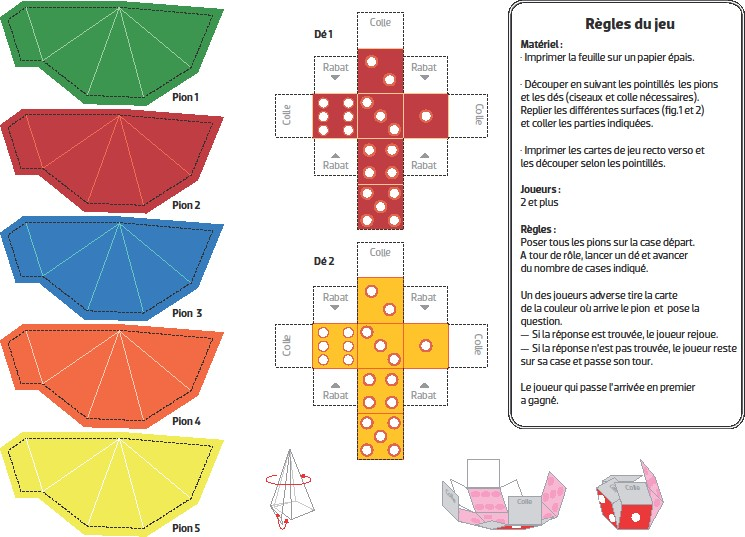 Pion 1
Pion 2
Pion 3
Pion 4
Pion 5
Dé 1
Colle
Rabat
Rabat
Colle
Colle
Rabat
Rabat
Dé 2
Colle
Rabat
Rabat
Colle
Colle
Rabat
Rabat
Colle
Colle
Colle
Règles du jeu
Matériel :
· Imprimer la feuille sur un papier épais.
· Découper en suivant les pointillés les pions
et les dés (ciseaux et colle nécessaires).
Replier les différentes surfaces (fig.1 et 2)
et coller les parties indiquées.
· Imprimer les cartes de jeu recto verso et
les découper selon les pointillés.
Joueurs :
2 et plus
Règles :
Poser tous les pions sur la case départ.
A tour de rôle, lancer un dé et avancer
du nombre de cases indiqué.
Un des joueurs adverse tire la carte
de la couleur où arrive le pion et pose la
question.
— Si la réponse est trouvée, le joueur rejoue.
— Si la réponse n'est pas trouvée, le joueur reste
sur sa case et passe son tour.
Le joueur qui passe l'arrivée en premier
a gagné.